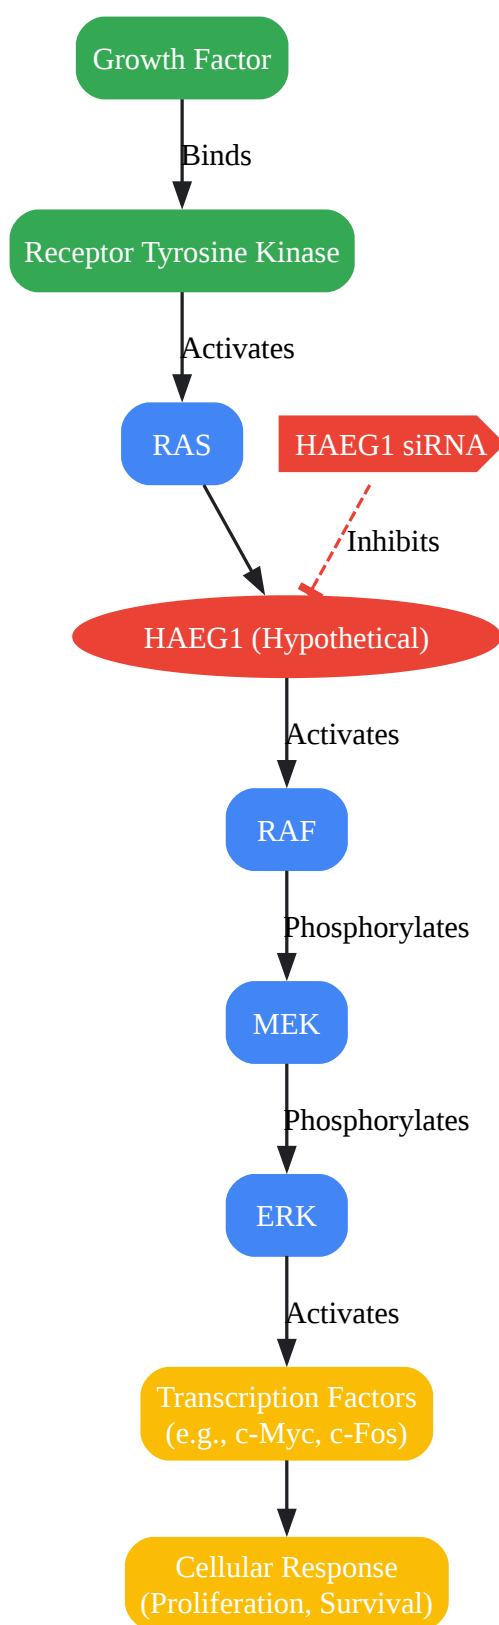 Growth Factor
Binds
Receptor Tyrosine Kinase
Activates
RAS
HAEG1 siRNA
Inhibits
HAEG1 (Hypothetical)
Activates
RAF
Phosphorylates
MEK
Phosphorylates
ERK
Activates
Transcription Factors
(e.g., c-Myc, c-Fos)
Cellular Response
(Proliferation, Survival)